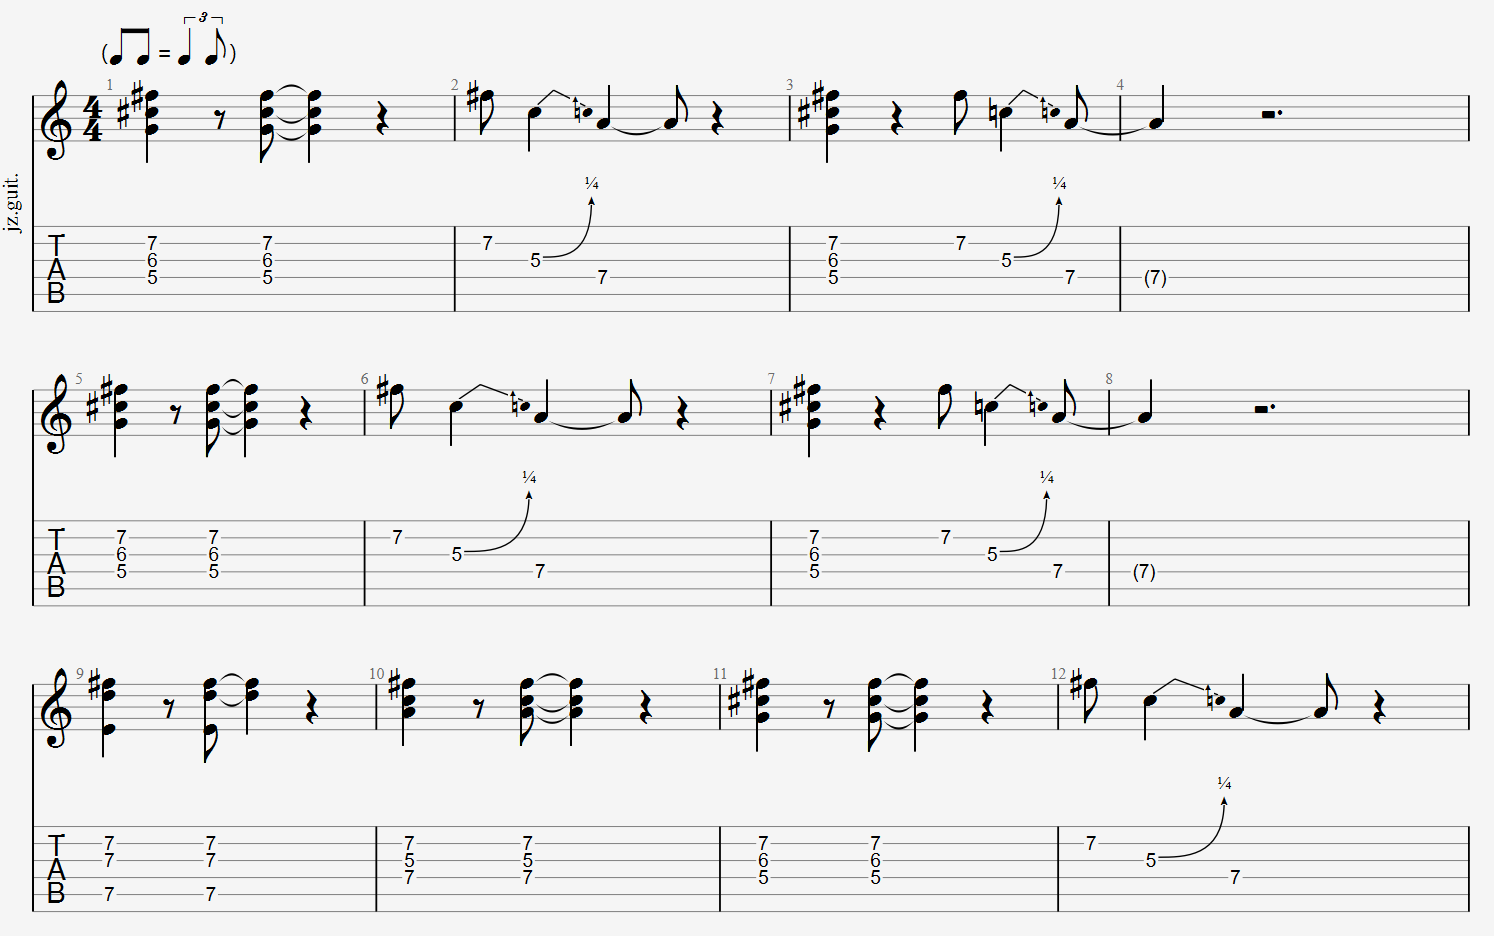 3
( = )
1 2 3 4
4
4
jz.guit.
¼ ¼
T 7 7 7 7 7
A 6 6 5 6 5
B 5 5 7 5 7 (7)
5 6 7 8
¼ ¼
T 7 7 7 7 7
A 6 6 5 6 5
B 5 5 7 5 7 (7)
9 10 11 12
¼
T 7 7 7 7 7 7 7
A 7 7 5 5 6 6 5
7 7 5 5 7
B 7 7